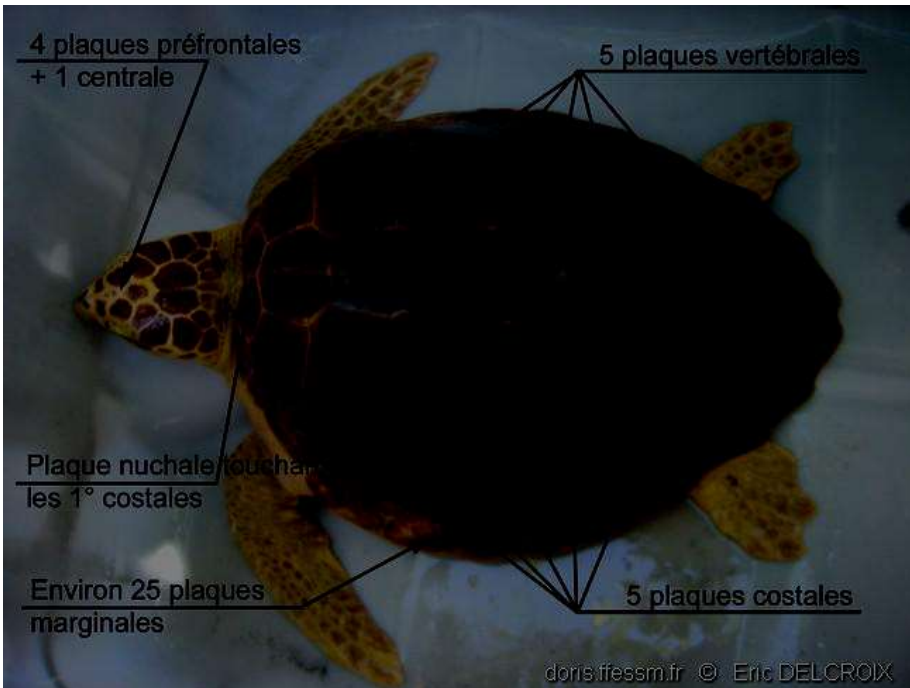 4 plaques préfrontales
+ 1 centrale
5 plaques vertébrales
Plaque nuchale touchant
les 1° costales
Environ 25 plaques
marginales
5 plaques costales
doris.ffessm.fr © Eric DELCROIX